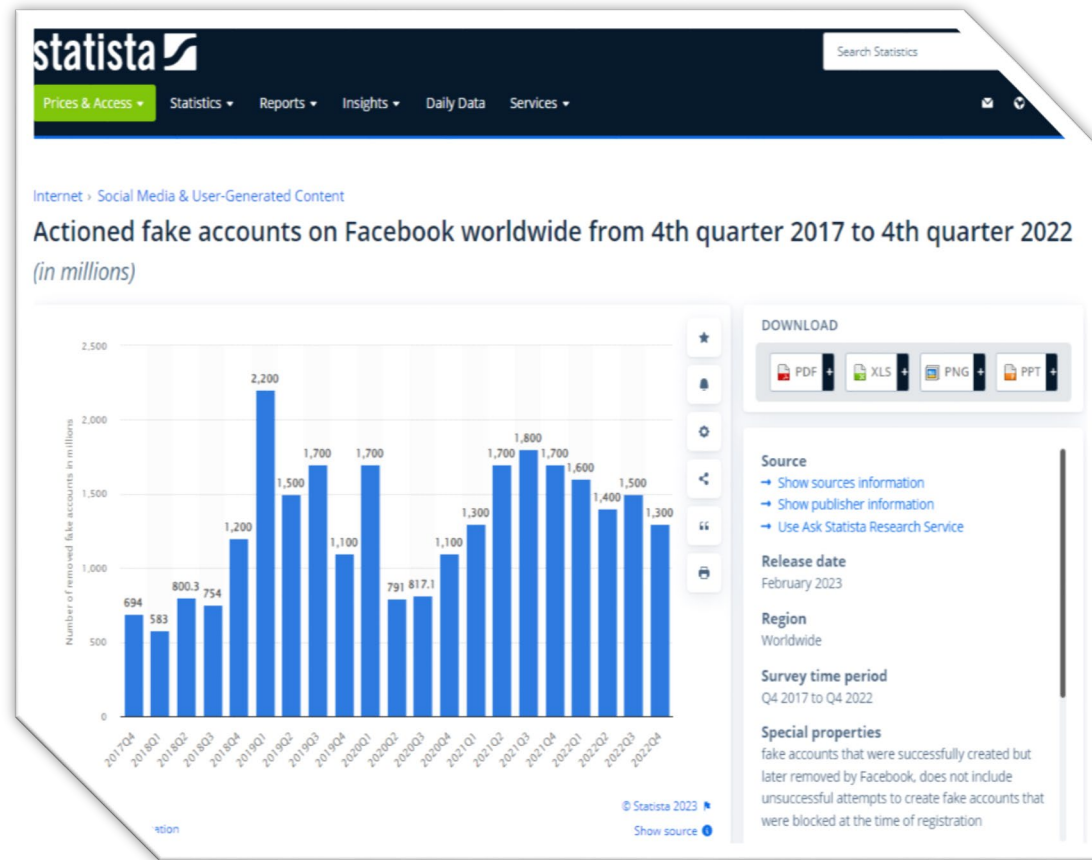 statista
Search Statistics
Prices & Access Statistics Reports Insights Daily Data Services
Internet › Social Media & User-Generated Content
Actioned fake accounts on Facebook worldwide from 4th quarter 2017 to 4th quarter 2022
(in millions)
Number of removed fake accounts in millions
2,500
2,000
1,500
1,000
500
0
694
583
800.3
754
1,200
2,200
1,500
1,700
1,100
1,700
791
817.1
1,100
1,300
1,700
1,800
1,700
1,600
1,400
1,500
1,300
2017Q4
2018Q1
2018Q2
2018Q3
2018Q4
2019Q1
2019Q2
2019Q3
2019Q4
2020Q1
2020Q2
2020Q3
2020Q4
2021Q1
2021Q2
2021Q3
2021Q4
2022Q1
2022Q2
2022Q3
2022Q4
© Statista 2023
Show source
DOWNLOAD
PDF + XLS + PNG + PPT +
Source
→ Show sources information
→ Show publisher information
→ Use Ask Statista Research Service
Release date
February 2023
Region
Worldwide
Survey time period
Q4 2017 to Q4 2022
Special properties
fake accounts that were successfully created but
later removed by Facebook, does not include
unsuccessful attempts to create fake accounts that
were blocked at the time of registration